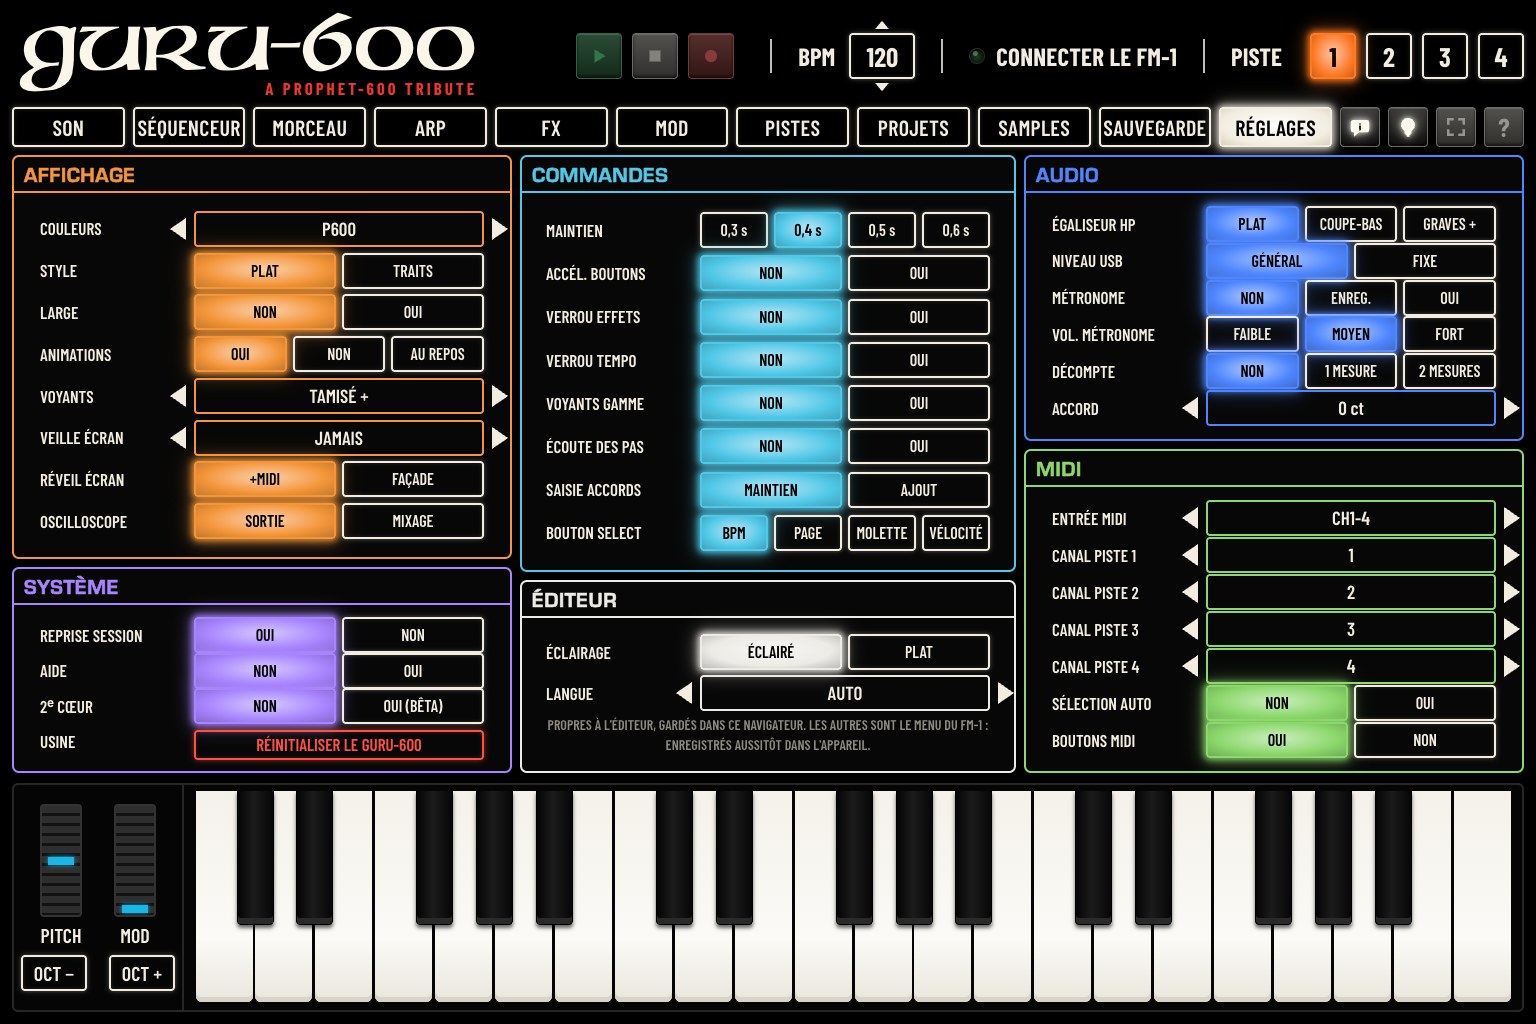 guru-600
A PROPHET-600 TRIBUTE
BPM 120 CONNECTER LE FM-1 PISTE 1 2 3 4
SON SÉQUENCEUR MORCEAU ARP FX MOD PISTES PROJETS SAMPLES SAUVEGARDE RÉGLAGES ?
AFFICHAGE
COULEURS P600
STYLE PLAT TRAITS
LARGE NON OUI
ANIMATIONS OUI NON AU REPOS
VOYANTS TAMISÉ +
VEILLE ÉCRAN JAMAIS
RÉVEIL ÉCRAN +MIDI FAÇADE
OSCILLOSCOPE SORTIE MIXAGE
SYSTÈME
REPRISE SESSION OUI NON
AIDE NON OUI
2e CŒUR NON OUI (BÊTA)
USINE RÉINITIALISER LE GURU-600
COMMANDES
MAINTIEN 0,3 s 0,4 s 0,5 s 0,6 s
ACCÉL. BOUTONS NON OUI
VERROU EFFETS NON OUI
VERROU TEMPO NON OUI
VOYANTS GAMME NON OUI
ÉCOUTE DES PAS NON OUI
SAISIE ACCORDS MAINTIEN AJOUT
BOUTON SELECT BPM PAGE MOLETTE VÉLOCITÉ
ÉDITEUR
ÉCLAIRAGE ÉCLAIRÉ PLAT
LANGUE AUTO
PROPRES À L'ÉDITEUR, GARDÉS DANS CE NAVIGATEUR. LES AUTRES SONT LE MENU DU FM-1 :
ENREGISTRÉS AUSSITÔT DANS L'APPAREIL.
AUDIO
ÉGALISEUR HP PLAT COUPE-BAS GRAVES +
NIVEAU USB GÉNÉRAL FIXE
MÉTRONOME NON ENREG. OUI
VOL. MÉTRONOME FAIBLE MOYEN FORT
DÉCOMPTE NON 1 MESURE 2 MESURES
ACCORD 0 ct
MIDI
ENTRÉE MIDI CH1-4
CANAL PISTE 1 1
CANAL PISTE 2 2
CANAL PISTE 3 3
CANAL PISTE 4 4
SÉLECTION AUTO NON OUI
BOUTONS MIDI OUI NON
PITCH MOD
OCT – OCT +